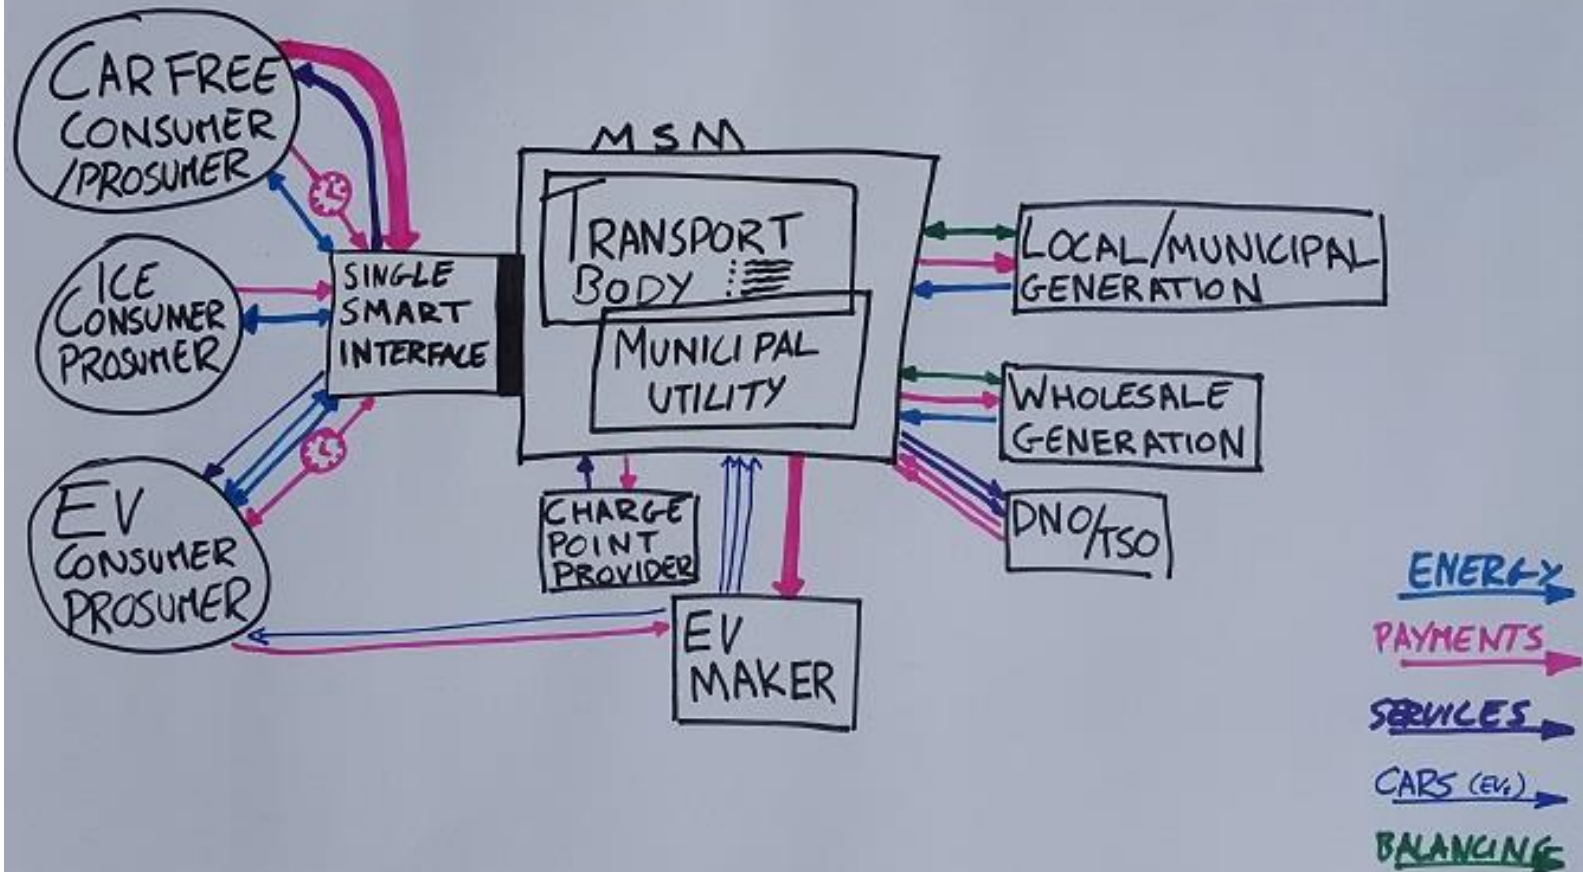 CAR FREE
CONSUMER
/PROSUMER
MSM
TRANSPORT
BODY
MUNICIPAL
UTILITY
LOCAL/MUNICIPAL
GENERATION
ICE
CONSUMER
PROSUMER
SINGLE
SMART
INTERFACE
WHOLESALE
GENERATION
EV
CONSUMER
PROSUMER
CHARGE
POINT
PROVIDER
DNO/TSO
EV
MAKER
ENERGY
PAYMENTS
SERVICES
CARS (EVs)
BALANCING